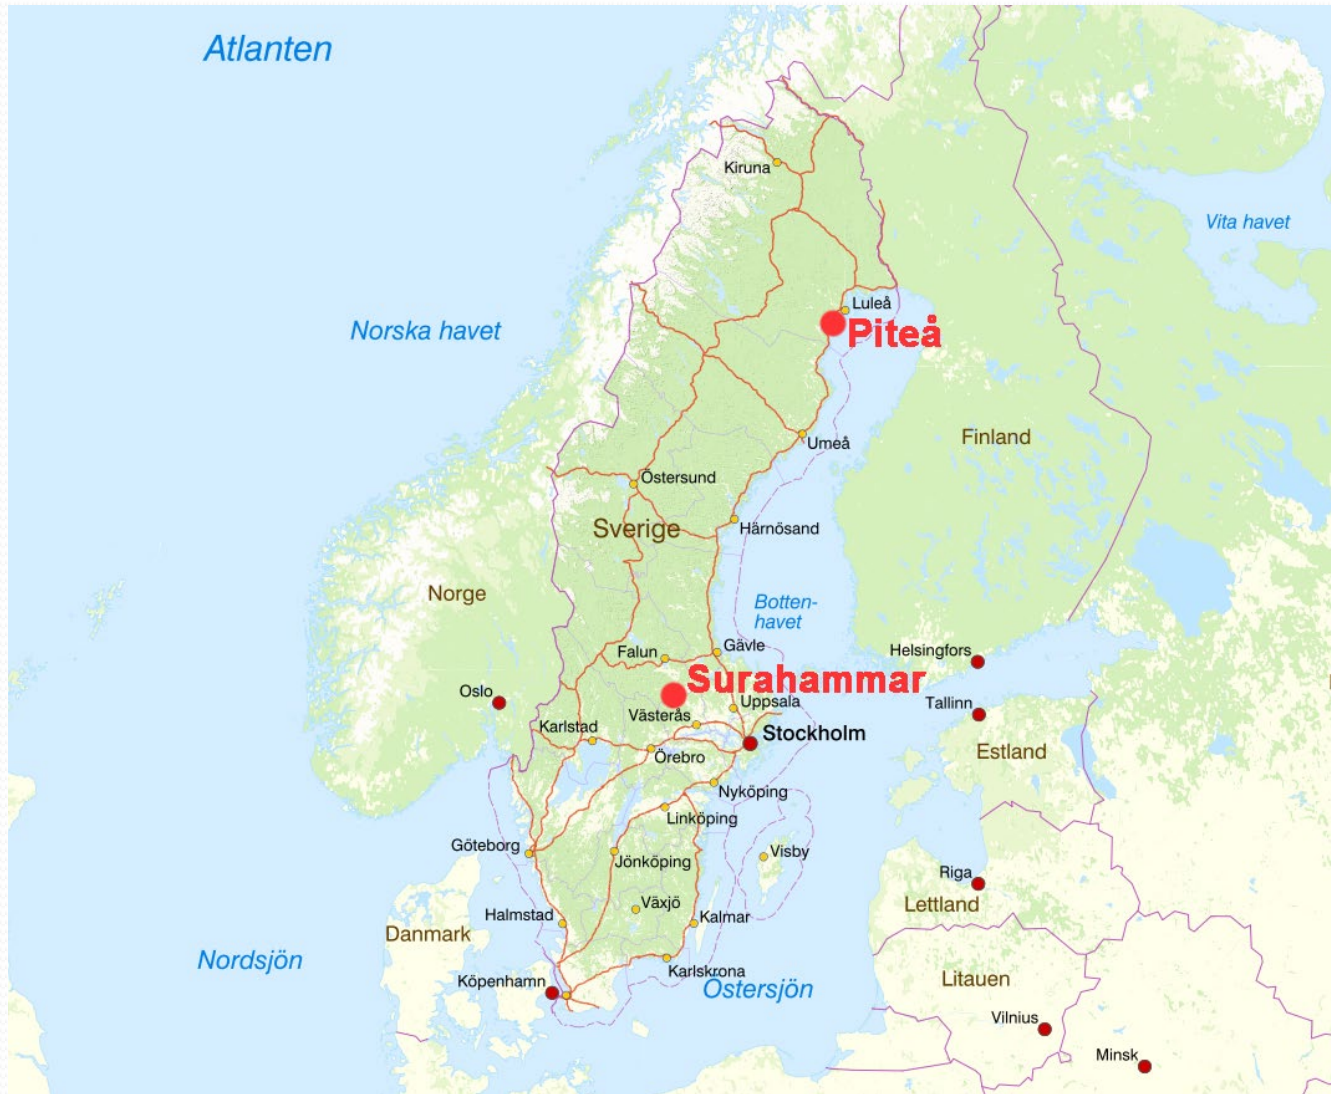 Atlanten
Kiruna
Vita havet
Luleå
Piteå
Norska havet
Finland
Umeå
Östersund
Sverige
Härnösand
Norge
Botten-
havet
Falun
Gävle
Helsingfors
Surahammar
Oslo
Uppsala
Tallinn
Västerås
Karlstad
Stockholm
Örebro
Estland
Nyköping
Linköping
Göteborg
Visby
Jönköping
Riga
Växjö
Lettland
Halmstad
Kalmar
Danmark
Nordsjön
Karlskrona
Köpenhamn
Östersjön
Litauen
Vilnius
Minsk